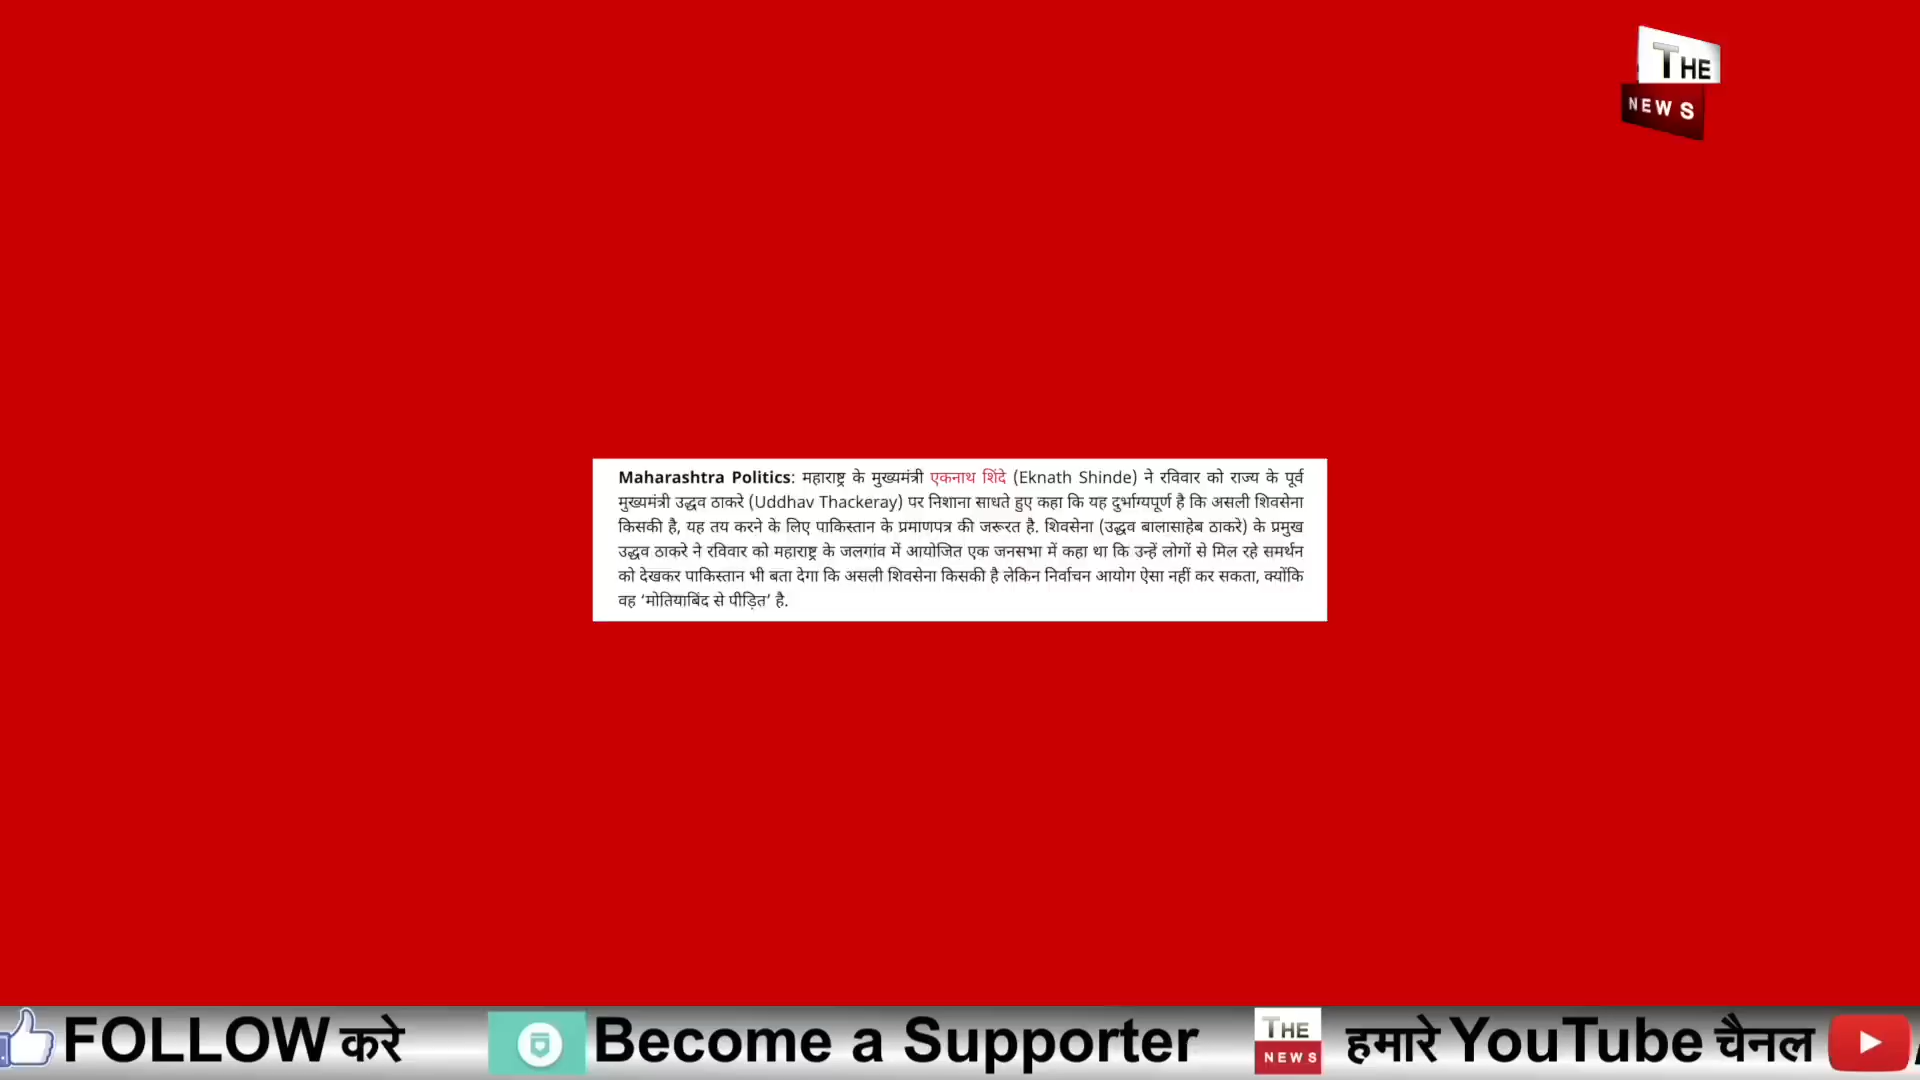 THE
NEWS
Maharashtra Politics: महाराष्ट्र के मुख्यमंत्री एकनाथ शिंदे (Eknath Shinde) ने रविवार को राज्य के पूर्व
मुख्यमंत्री उद्धव ठाकरे (Uddhav Thackeray) पर निशाना साधते हुए कहा कि यह दुर्भाग्यपूर्ण है कि असली शिवसेना
किसकी है, यह तय करने के लिए पाकिस्तान के प्रमाणपत्र की जरूरत है. शिवसेना (उद्धव बालासाहेब ठाकरे) के प्रमुख
उद्धव ठाकरे ने रविवार को महाराष्ट्र के जलगांव में आयोजित एक जनसभा में कहा था कि उन्हें लोगों से मिल रहे समर्थन
को देखकर पाकिस्तान भी बता देगा कि असली शिवसेना किसकी है लेकिन निर्वाचन आयोग ऐसा नहीं कर सकता, क्योंकि
वह ‘मोतियाबिंद से पीड़ित’ है.
FOLLOW करे Become a Supporter THE NEWS हमारे YouTube चैनल